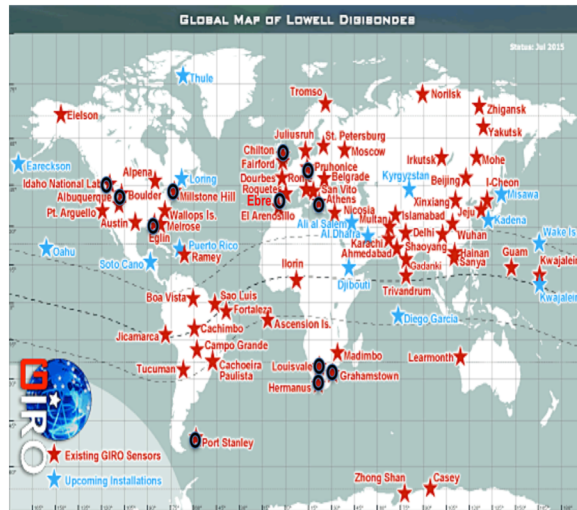 GLOBAL MAP OF LOWELL DIGISONDES
Status: Jul 2015
Thule
Tromso
Norilsk
Zhigansk
Eielson
Juliusruh
St. Petersburg
Yakutsk
Alpena
Chilton
Moscow
Eareckson
Fairford
Pruhonice
Irkutsk
Mohe
Idaho National Lab
Boulder
Loring
Dourbes
Rome
Belgrade
Kyrgyzstan
Beijing
I-Cheon
Albuquerque
Millstone Hill
Roquete
San Vito
Xinxiang
Misawa
Ebre
Athens
Jeju
Pt. Arguello
Wallops Is.
El Arenosillo
Nicosia
Islamabad
Kadena
Austin
Melrose
Multan
Ali al Salem
Delhi
Wuhan
Eglin
Al Dhafra
Karachi
Wake Is
Oahu
Puerto Rico
Shaoyang
Hainan
Guam
Soto Cano
Ramey
Ahmedabad
Gadanki
Sanya
Kwajalein
Ilorin
Djibouti
Trivandrum
Kwajalein
Boa Vista
Sao Luis
Fortaleza
Diego Garcia
Cachimbo
Ascension Is.
Jicamarca
Campo Grande
Madimbo
Learmonth
Tucuman
Cachoeira
Paulista
Louisvale
Grahamstown
Hermanus
GIRO
Port Stanley
Existing GIRO Sensors
Upcoming Installations
Zhong Shan
Casey